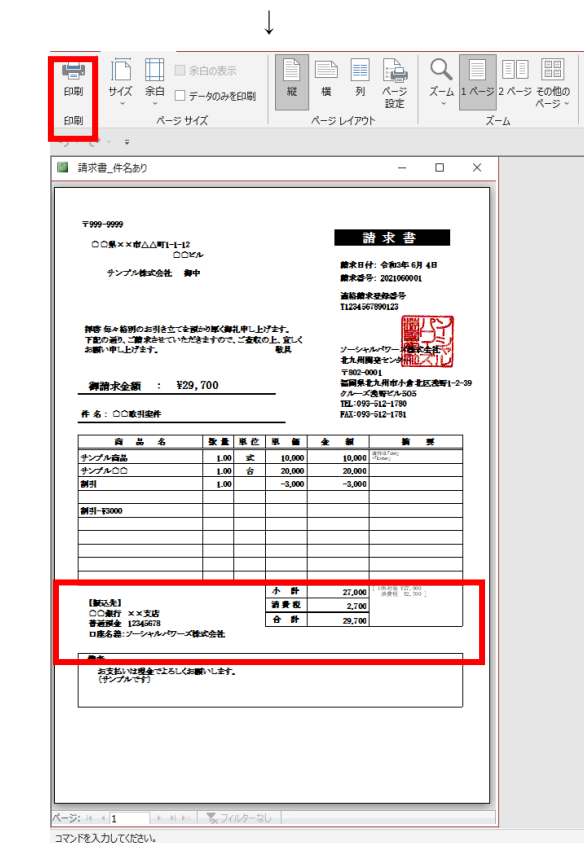 ↓
印刷
サイズ
余白
余白の表示
データのみを印刷
縦
横
列
ページ設定
ズーム
1 ページ
2 ページ
その他のページ
印刷
ページ サイズ
ページ レイアウト
ズーム
請求書_件名あり
〒999-9999
〇〇県××市△△町1-1-12
〇〇ビル
サンプル株式会社　御中
請求書
請求日付: 令和3年 6月 4日
請求番号: 2021060001
適格請求登録番号
T1234567890123
拝啓 毎々格別のお引き立てを預かり厚く御礼申し上げます。
下記の通り、ご請求させていただきますので、ご査収の上、宜しく
お願い申し上げます。 敬具
ソーシャルパワーズ株式会社
北九州開発センター
〒802-0001
福岡県北九州市小倉北区浅野1-2-39
クルーズ浅野ビル505
TEL:093-512-1780
FAX:093-512-1781
御請求金額 : ¥29,700
件 名: 〇〇取引案件
商 品 名 数量 単位 単 価 金 額 摘 要
サンプル商品 1.00 式 10,000 10,000
サンプル〇〇 1.00 台 20,000 20,000
割引 1.00 -3,000 -3,000
割引-¥3000
小 計 27,000
消費税 2,700
合 計 29,700
【振込先】
〇〇銀行 ××支店
普通預金 12345678
口座名義:ソーシャルパワーズ株式会社
お支払いは現金でよろしくお願いします。
(サンプルです)
ページ: 1 フィルターなし
コマンドを入力してください。